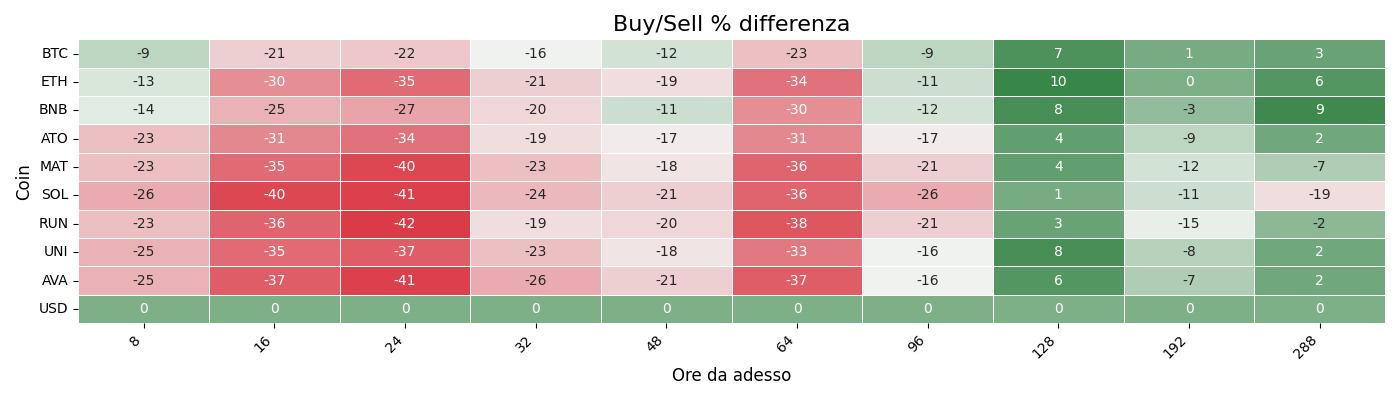 Buy/Sell % differenza
Coin
BTC -9 -21 -22 -16 -12 -23 -9 7 1 3
ETH -13 -30 -35 -21 -19 -34 -11 10 0 6
BNB -14 -25 -27 -20 -11 -30 -12 8 -3 9
ATO -23 -31 -34 -19 -17 -31 -17 4 -9 2
MAT -23 -35 -40 -23 -18 -36 -21 4 -12 -7
SOL -26 -40 -41 -24 -21 -36 -26 1 -11 -19
RUN -23 -36 -42 -19 -20 -38 -21 3 -15 -2
UNI -25 -35 -37 -23 -18 -33 -16 8 -8 2
AVA -25 -37 -41 -26 -21 -37 -16 6 -7 2
USD 0 0 0 0 0 0 0 0 0 0
8 16 24 32 48 64 96 128 192 288
Ore da adesso